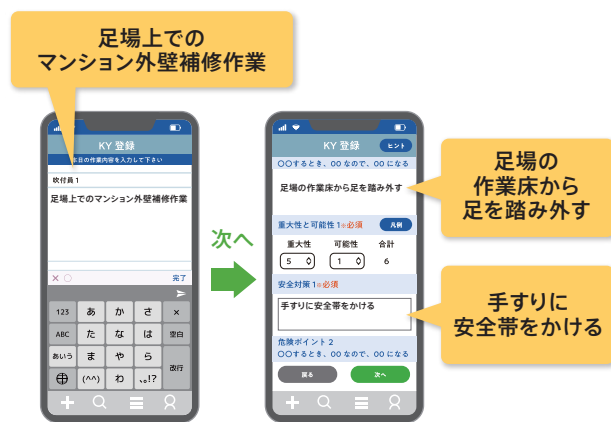 足場上での
マンション外壁補修作業
KY 登録
本日の作業内容を入力して下さい
吹付員 1
足場上でのマンション外壁補修作業
完了
123 あ か さ ×
ABC た な は 空白
あいう ま や ら 改行
(^^) わ 、。!?
次へ
KY 登録 ヒント
〇〇するとき、〇〇 なので、〇〇 になる
足場の作業床から足を踏み外す
重大性と可能性 1※必須 凡例
重大性 可能性 合計
5 1 6
安全対策 1※必須
手すりに安全帯をかける
危険ポイント 2
〇〇するとき、〇〇 なので、〇〇 になる
戻る 次へ
足場の
作業床から
足を踏み外す
手すりに
安全帯をかける